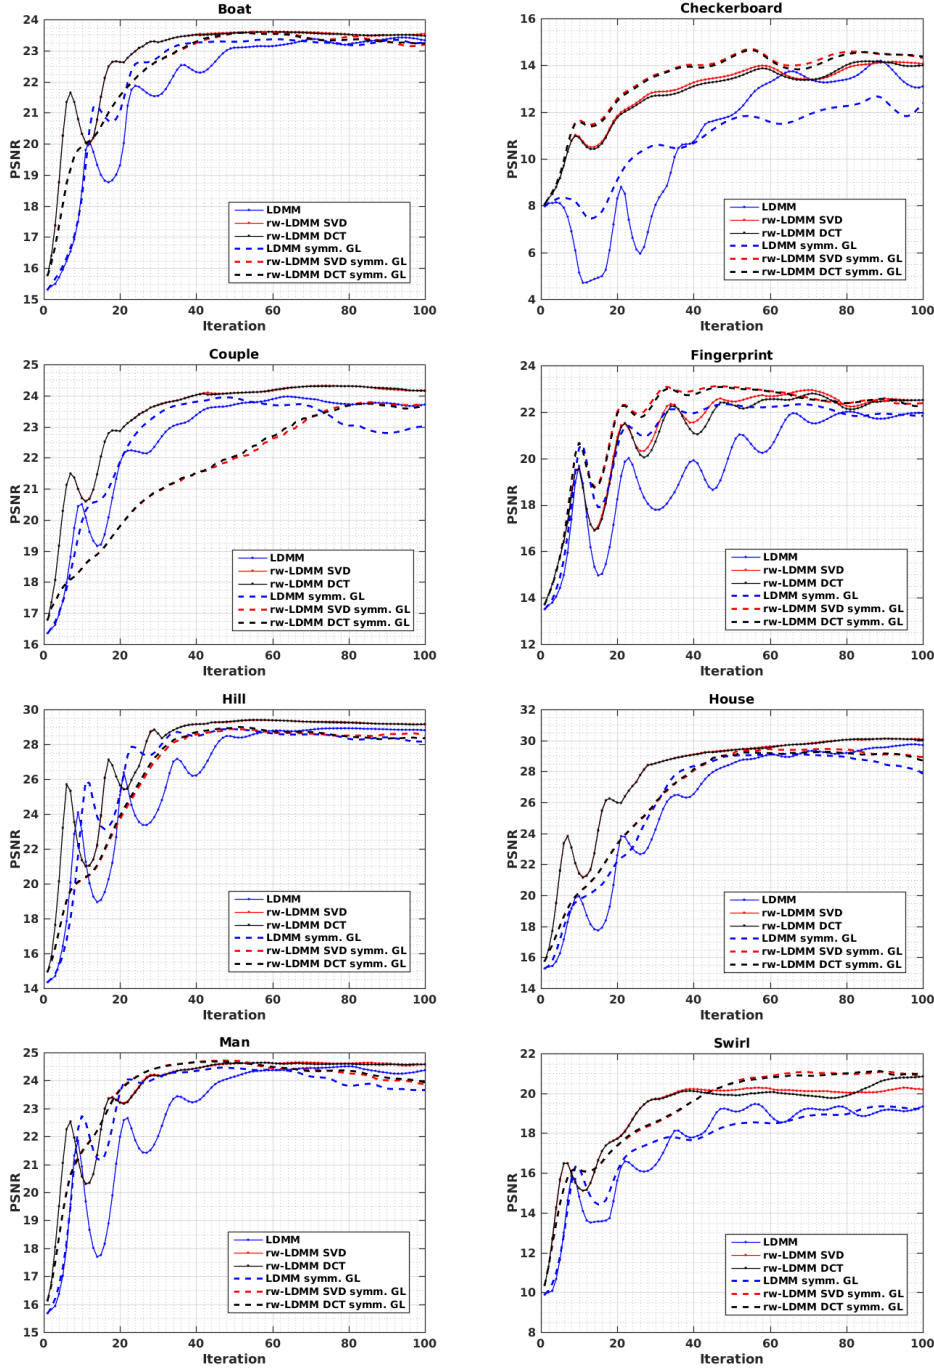 Boat
PSNR
24
23
22
21
20
19
18
17
16
15
0 20 40 60 80 100
Iteration
LDMM
rw-LDMM SVD
rw-LDMM DCT
LDMM symm. GL
rw-LDMM SVD symm. GL
rw-LDMM DCT symm. GL
Checkerboard
PSNR
16
14
12
10
8
6
4
0 20 40 60 80 100
Iteration
LDMM
rw-LDMM SVD
rw-LDMM DCT
LDMM symm. GL
rw-LDMM SVD symm. GL
rw-LDMM DCT symm. GL
Couple
PSNR
25
24
23
22
21
20
19
18
17
16
0 20 40 60 80 100
Iteration
LDMM
rw-LDMM SVD
rw-LDMM DCT
LDMM symm. GL
rw-LDMM SVD symm. GL
rw-LDMM DCT symm. GL
Fingerprint
PSNR
24
22
20
18
16
14
12
0 20 40 60 80 100
Iteration
LDMM
rw-LDMM SVD
rw-LDMM DCT
LDMM symm. GL
rw-LDMM SVD symm. GL
rw-LDMM DCT symm. GL
Hill
PSNR
30
28
26
24
22
20
18
16
14
0 20 40 60 80 100
Iteration
LDMM
rw-LDMM SVD
rw-LDMM DCT
LDMM symm. GL
rw-LDMM SVD symm. GL
rw-LDMM DCT symm. GL
House
PSNR
32
30
28
26
24
22
20
18
16
14
0 20 40 60 80 100
Iteration
LDMM
rw-LDMM SVD
rw-LDMM DCT
LDMM symm. GL
rw-LDMM SVD symm. GL
rw-LDMM DCT symm. GL
Man
PSNR
25
24
23
22
21
20
19
18
17
16
15
0 20 40 60 80 100
Iteration
LDMM
rw-LDMM SVD
rw-LDMM DCT
LDMM symm. GL
rw-LDMM SVD symm. GL
rw-LDMM DCT symm. GL
Swirl
PSNR
22
20
18
16
14
12
10
8
0 20 40 60 80 100
Iteration
LDMM
rw-LDMM SVD
rw-LDMM DCT
LDMM symm. GL
rw-LDMM SVD symm. GL
rw-LDMM DCT symm. GL